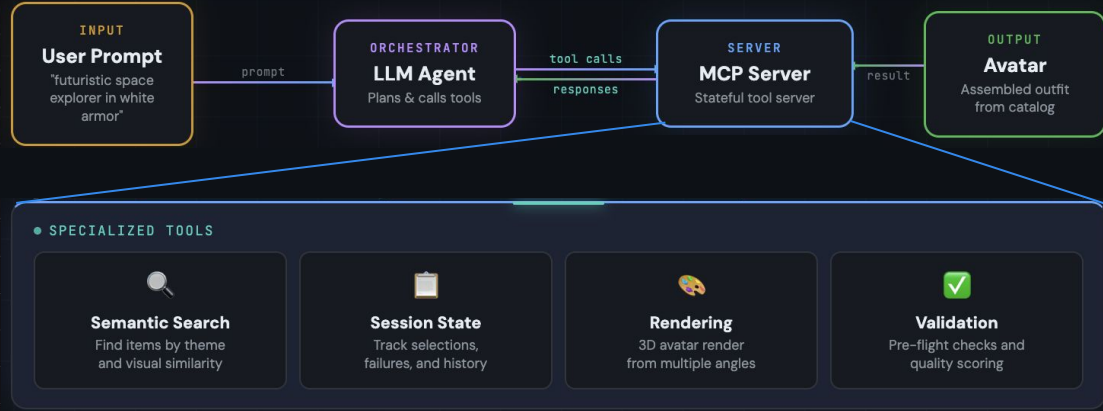 INPUT
User Prompt
"futuristic space
explorer in white
armor"
prompt
ORCHESTRATOR
LLM Agent
Plans & calls tools
tool calls
responses
SERVER
MCP Server
Stateful tool server
result
OUTPUT
Avatar
Assembled outfit
from catalog
SPECIALIZED TOOLS
Semantic Search
Find items by theme
and visual similarity
Session State
Track selections,
failures, and history
Rendering
3D avatar render
from multiple angles
Validation
Pre-flight checks and
quality scoring